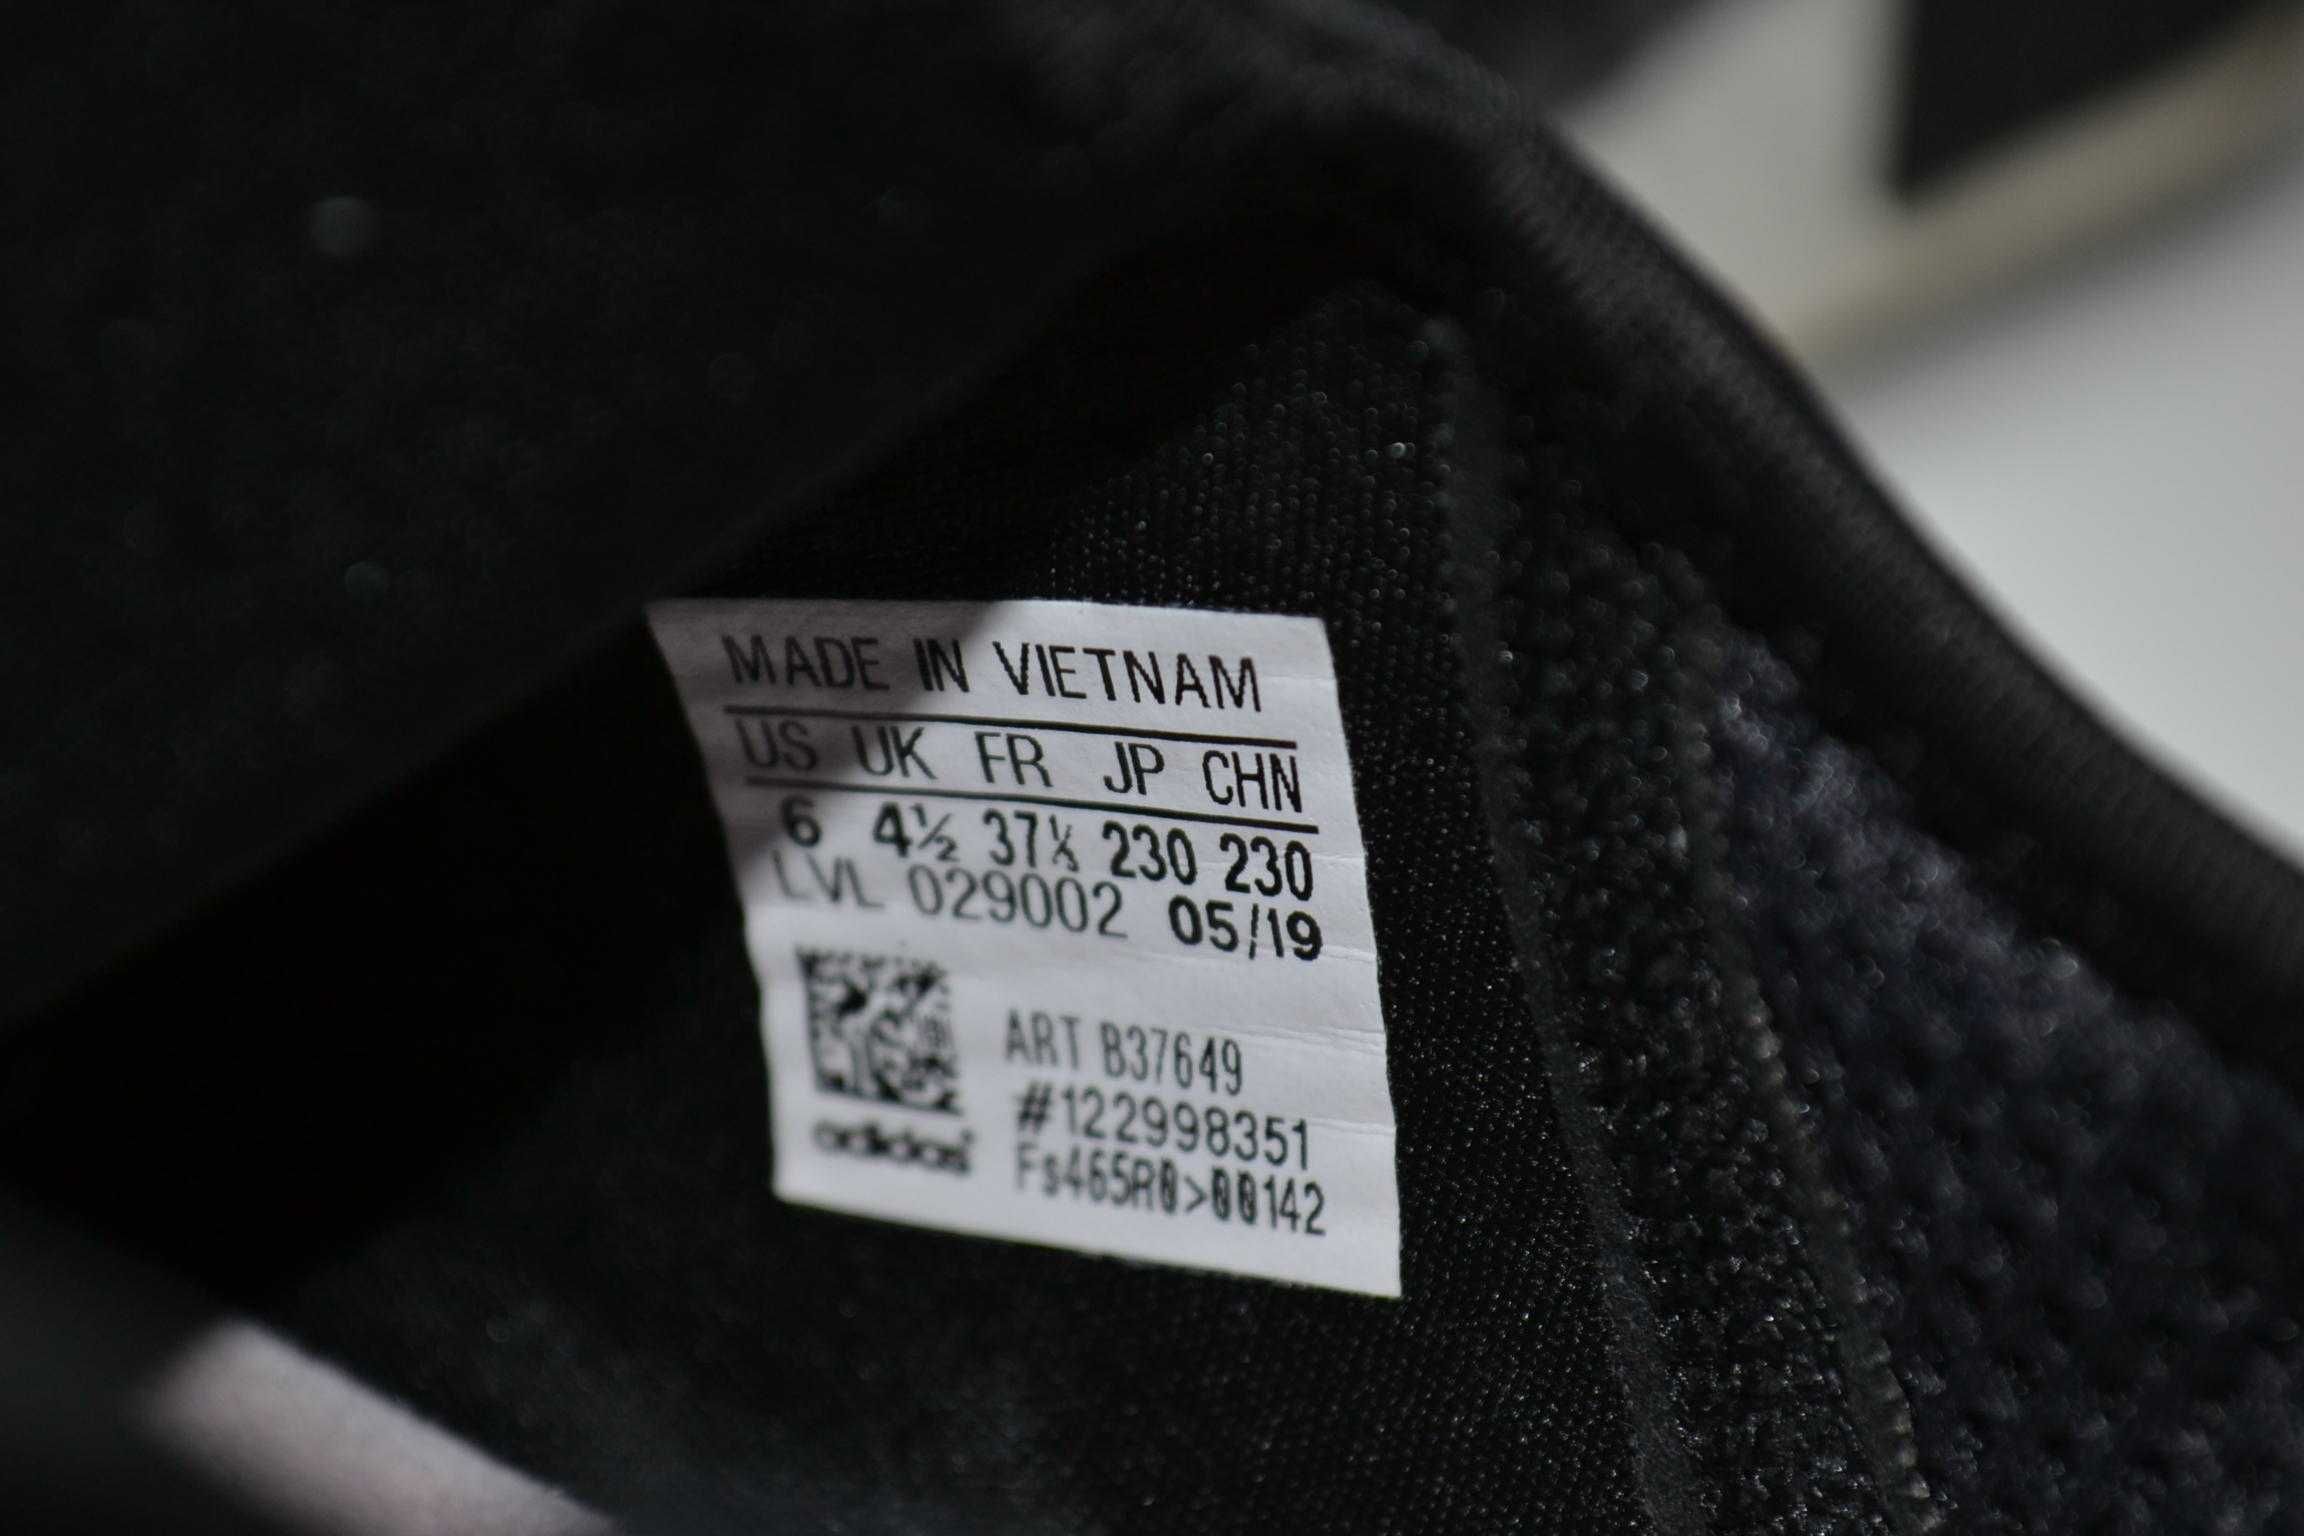 MADE IN VIETNAM
US UK FR JP CHN
6 4½ 37⅓ 230 230
LVL 029002 05/19
ART B37649
#122998351
adidas
Fs465R0>00142